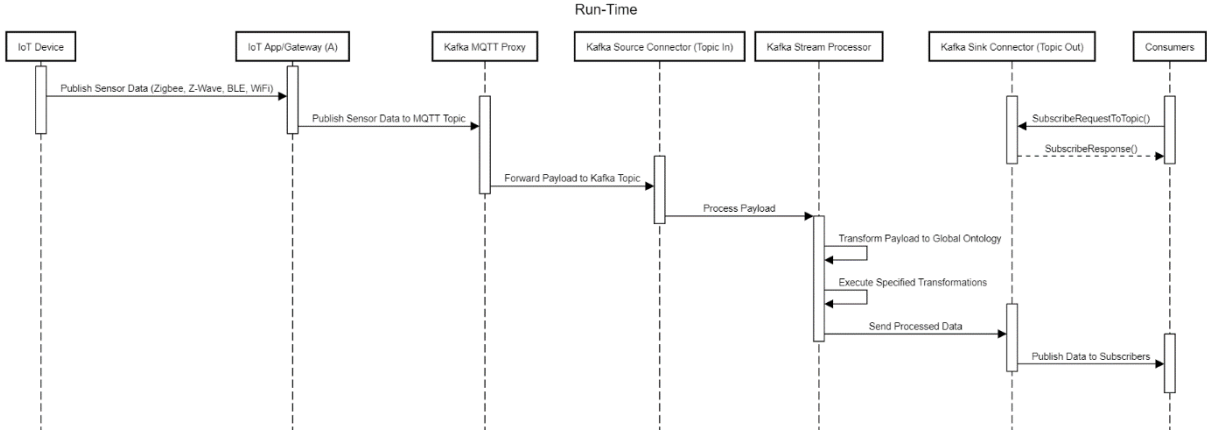 Run-Time
IoT Device
IoT App/Gateway (A)
Kafka MQTT Proxy
Kafka Source Connector (Topic In)
Kafka Stream Processor
Kafka Sink Connector (Topic Out)
Consumers
Publish Sensor Data (Zigbee, Z-Wave, BLE, WiFi)
Publish Sensor Data to MQTT Topic
SubscribeRequestToTopic()
SubscribeResponse()
Forward Payload to Kafka Topic
Process Payload
Transform Payload to Global Ontology
Execute Specified Transformations
Send Processed Data
Publish Data to Subscribers